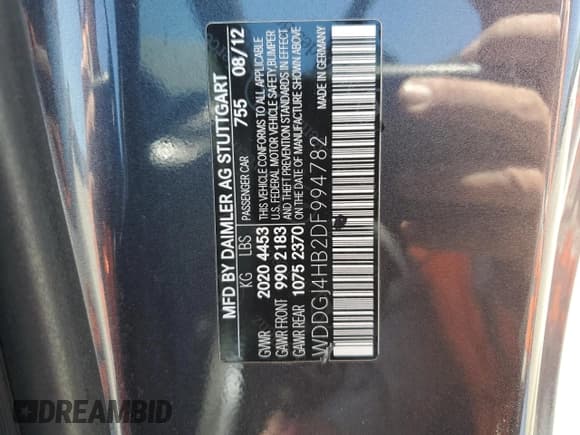 MFD BY DAIMLER AG STUTTGART
PASSENGER CAR 755 08/12
KG LBS
THIS VEHICLE CONFORMS TO ALL APPLICABLE
U.S. FEDERAL MOTOR VEHICLE SAFETY, BUMPER
AND THEFT PREVENTION STANDARDS IN EFFECT
ON THE DATE OF MANUFACTURE SHOWN ABOVE
GVWR 2020 4453
GAWR FRONT 990 2183
GAWR REAR 1075 2370
MADE IN GERMANY
WDDGJ4HB2DF994782
DREAMBID